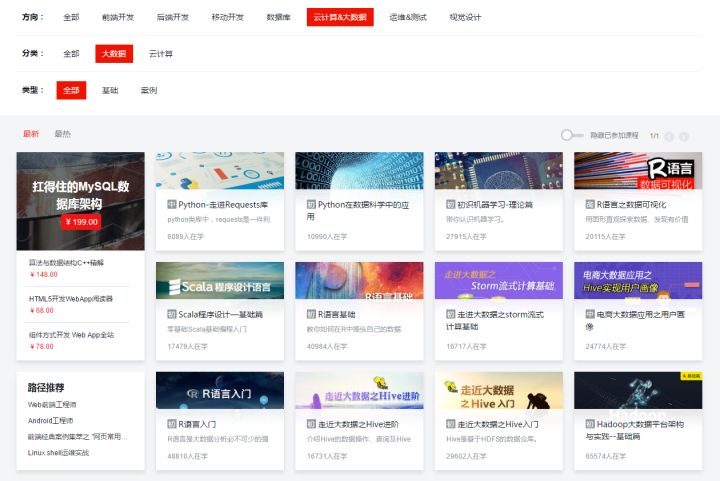 方向： 全部 前端开发 后端开发 移动开发 数据库 云计算&大数据 运维&测试 视觉设计
分类： 全部 大数据 云计算
类型： 全部 基础 案例
最新 最热 隐藏已参加课程 1/1
扛得住的MySQL数
据库架构
¥ 199.00
算法与数据结构C++精解
¥ 148.00
HTML5开发WebApp阅读器
¥ 68.00
组件方式开发 Web App全站
¥ 78.00
路径推荐
Web前端工程师
Android工程师
前端经典案例集萃之 "网页常用...
Linux shell运维实战
中 Python-走进Requests库
python类库中，requests是一件利
6089人在学
初 Python在数据科学中的应
用
10990人在学
初 初识机器学习-理论篇
带你认识机器学习。
27915人在学
R语言
数据可视化
R语言之数据可视化
用图形直观探索数据、发现有价值
20115人在学
Scala 程序设计语言
初 Scala程序设计—基础篇
零基础Scala基础编程入门
17479人在学
R语言基础
初 R语言基础
教你如何在R中操纵自己的数据
40984人在学
走进大数据之
Storm流式计算基础
初 走进大数据之storm流式
计算基础
16717人在学
电商大数据应用之
Hive实现用户画像
中 电商大数据应用之用户画
像
24774人在学
R语言入门
初 R语言入门
R语言是大数据分析必不可少的强
48810人在学
走近大数据
之Hive进阶
初 走近大数据之Hive进阶
介绍Hive的数据操作、查询及Hive
16731人在学
走近大数据
之Hive 入门
初 走近大数据之Hive入门
Hive是基于HDFS的数据仓库。
29602人在学
基础篇
Hadoop
初 Hadoop大数据平台架构
与实践--基础篇
65574人在学